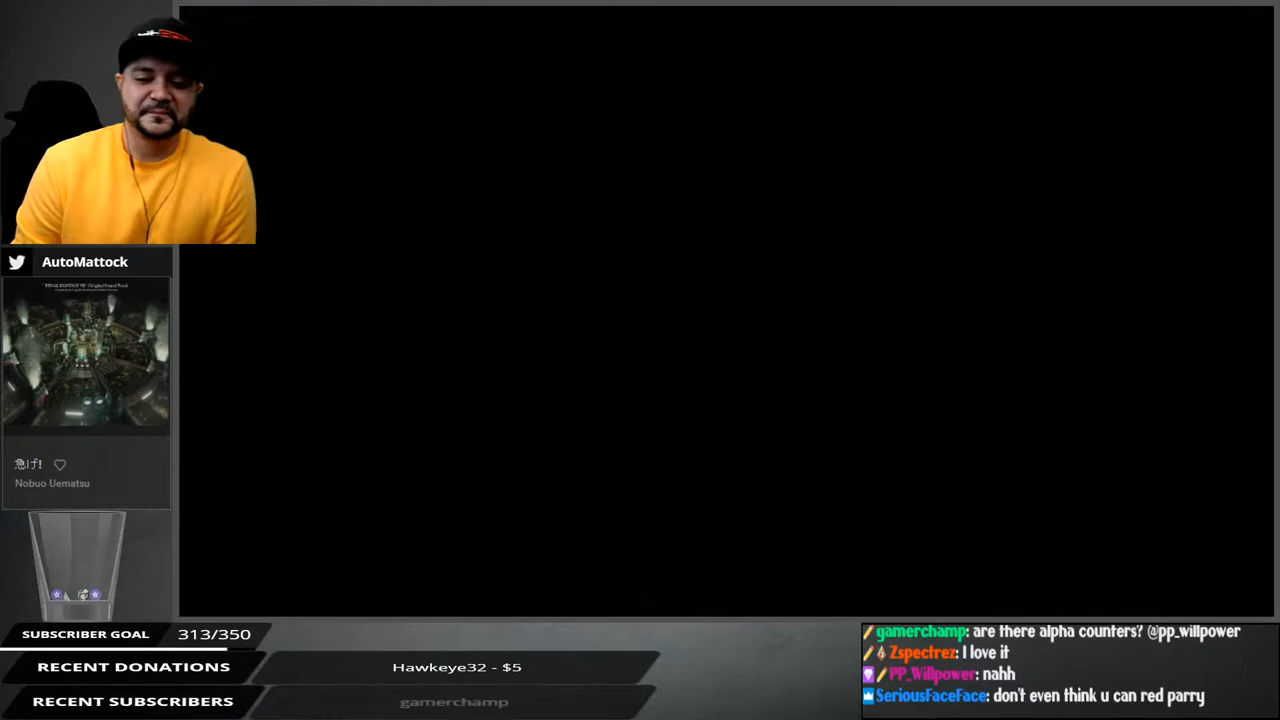 AutoMattock
急げ!
Nobuo Uematsu
SUBSCRIBER GOAL 313/350
RECENT DONATIONS Hawkeye32 - $5
RECENT SUBSCRIBERS gamerchamp
gamerchamp: are there alpha counters? @pp_willpower
Zspectrez: I love it
PP_Willpower: nahh
SeriousFaceFace: don't even think u can red parry